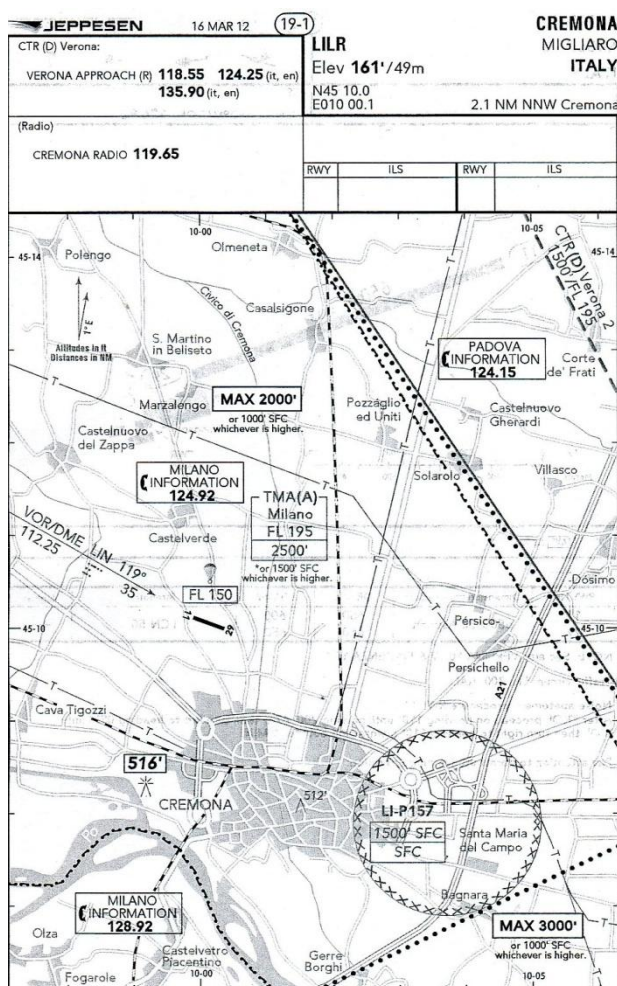 JEPPESEN
16 MAR 12
19-1
CREMONA
CTR (D) Verona:
LILR
MIGLIARO
Elev 161'/49m
ITALY
VERONA APPROACH (R) 118.55 124.25 (it, en)
135.90 (it, en)
N45 10.0
E010 00.1
2.1 NM NNW Cremona
(Radio)
CREMONA RADIO 119.65
RWY ILS RWY ILS
10-00
10-05
45-14
Polengo
Olmeneta
45-14
CTR(D) Verona 2
1500'/FL 195
1°E
Civico di Cremona
Casalsigone
Altitudes in ft
Distances in NM
S. Martino
in Beliseto
PADOVA
INFORMATION
124.15
Corte
de' Frati
MAX 2000'
or 1000' SFC
whichever is higher.
Marzalengo
Pozzaglio
ed Uniti
Castelnuovo
Gherardi
Castelnuovo
del Zappa
MILANO
INFORMATION
124.92
Solarolo
Villasco
TMA(A)
Milano
FL 195
2500'
*or 1500' SFC
whichever is higher.
VOR/DME LIN 119°
112.25
35
Castelverde
FL 150
Dósimo
11
29
45-10
45-10
Pérsico-
Persichello
A21
Cava Tigozzi
516'
CREMONA
512'
LI-P157
1500' SFC
SFC
Santa Maria
del Campo
Bagnara
MILANO
INFORMATION
128.92
MAX 3000'
or 1000' SFC
whichever is higher.
Olza
Castelvetro
Piacentino
Gerre
Borghi
Fogarole
10-00
10-05
T
T
T
T
T
T
T
T